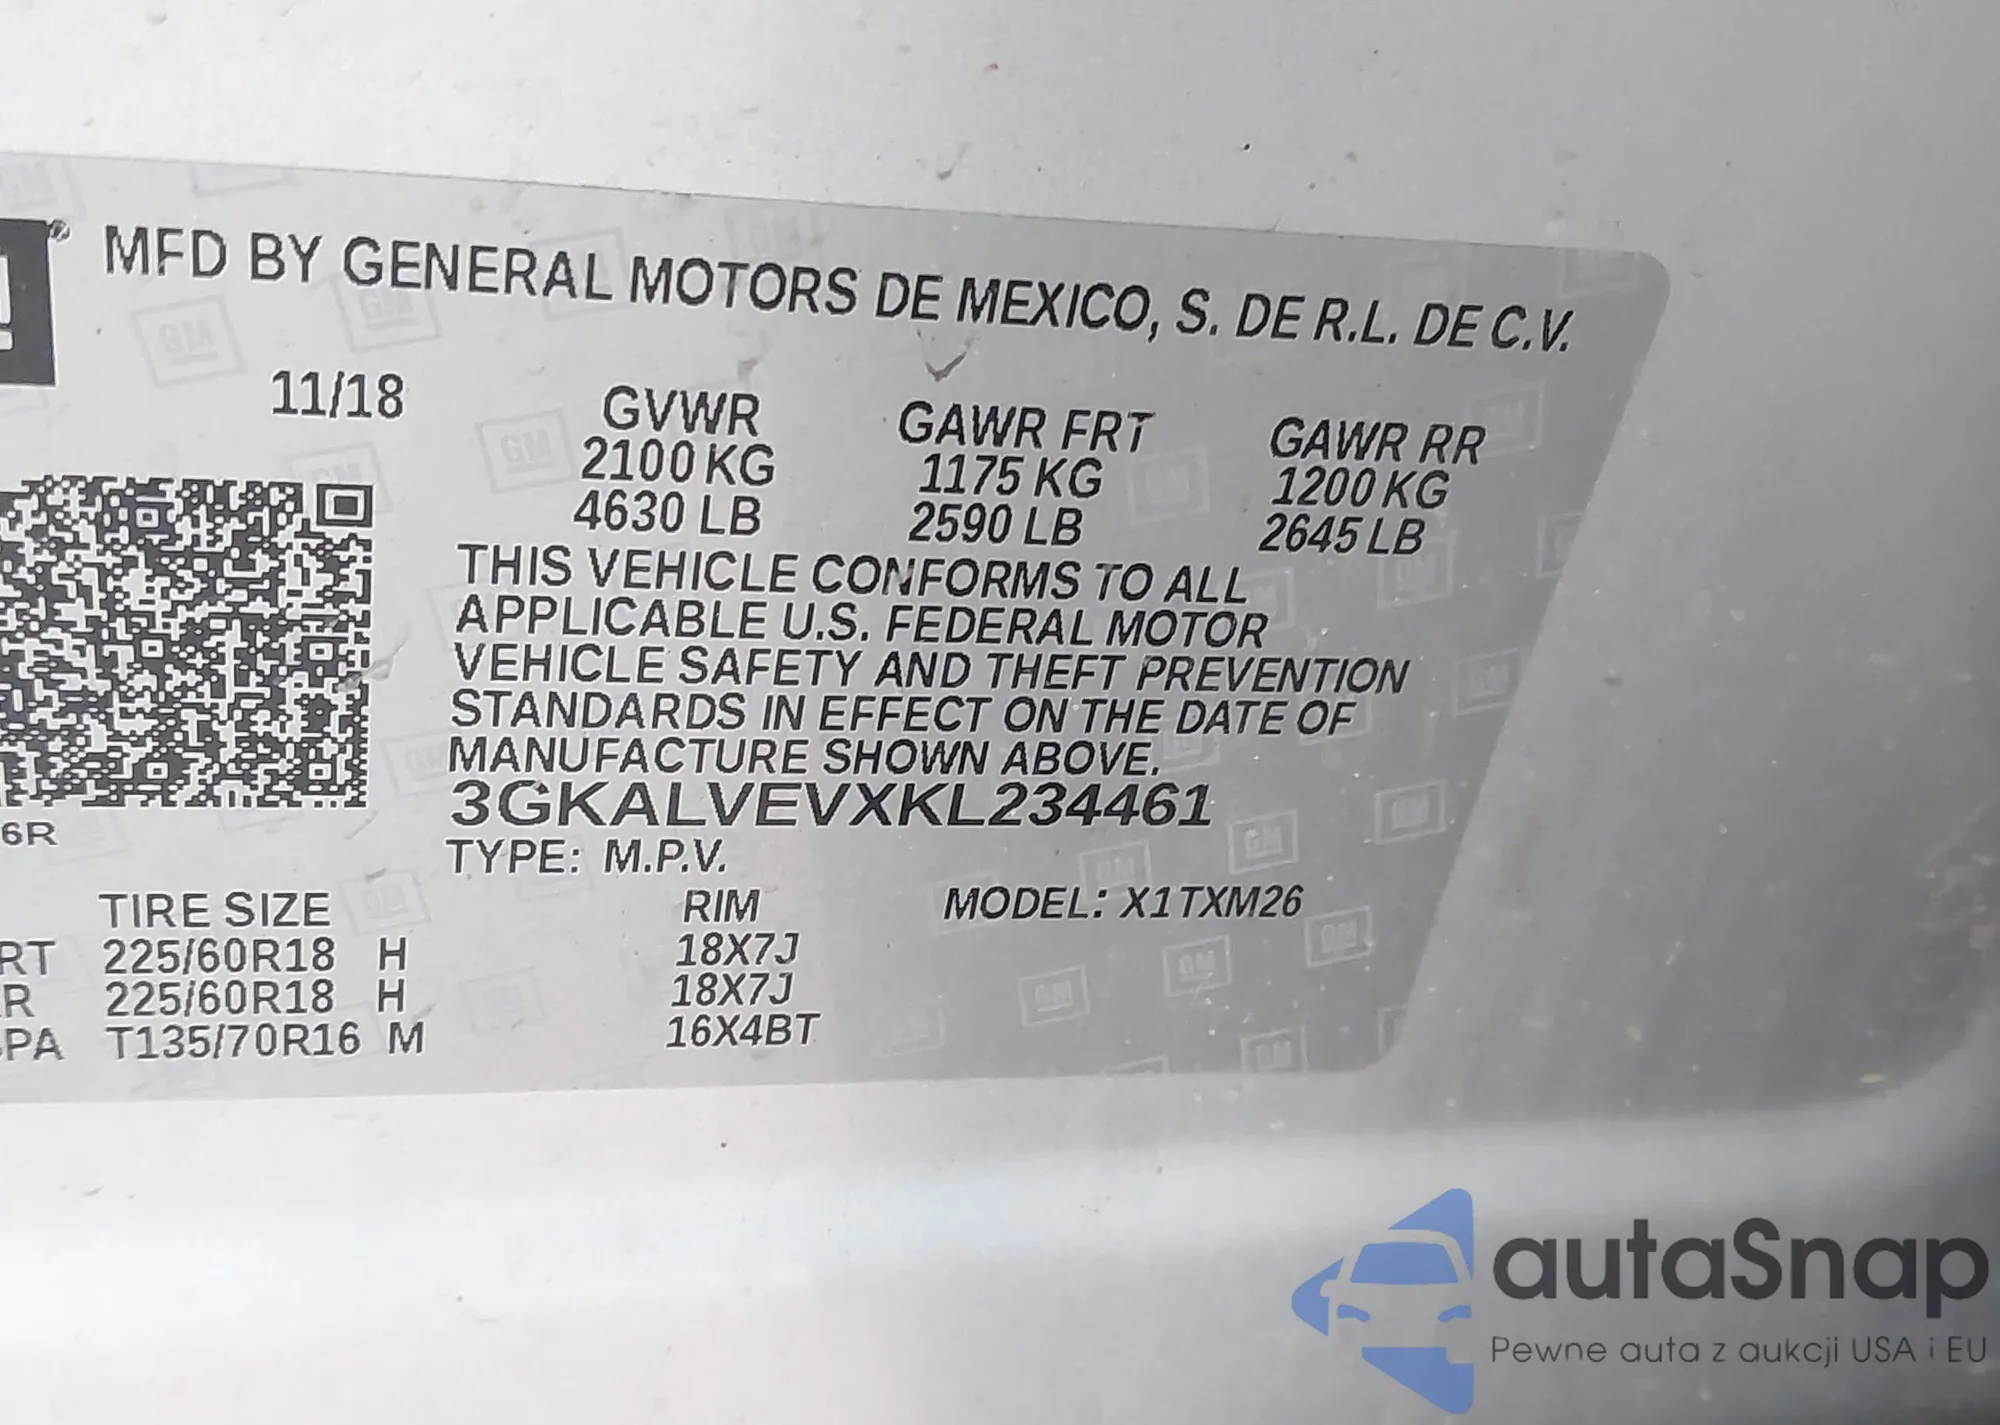 MFD BY GENERAL MOTORS DE MEXICO, S. DE R.L. DE C.V.
11/18
GVWR GAWR FRT GAWR RR
2100 KG 1175 KG 1200 KG
4630 LB 2590 LB 2645 LB
THIS VEHICLE CONFORMS TO ALL
APPLICABLE U.S. FEDERAL MOTOR
VEHICLE SAFETY AND THEFT PREVENTION
STANDARDS IN EFFECT ON THE DATE OF
MANUFACTURE SHOWN ABOVE.
3GKALVEVXKL234461
6R
TYPE: M.P.V.
TIRE SIZE RIM MODEL: X1TXM26
RT 225/60R18 H 18X7J
R 225/60R18 H 18X7J
PA T135/70R16 M 16X4BT
autaSnap
Pewne auta z aukcji USA i EU